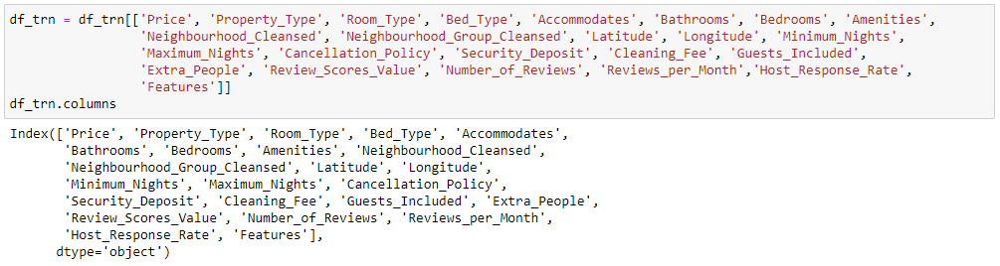 df_trn = df_trn[['Price', 'Property_Type', 'Room_Type', 'Bed_Type', 'Accommodates', 'Bathrooms', 'Bedrooms', 'Amenities',
'Neighbourhood_Cleansed', 'Neighbourhood_Group_Cleansed', 'Latitude', 'Longitude', 'Minimum_Nights',
'Maximum_Nights', 'Cancellation_Policy', 'Security_Deposit', 'Cleaning_Fee', 'Guests_Included',
'Extra_People', 'Review_Scores_Value', 'Number_of_Reviews', 'Reviews_per_Month','Host_Response_Rate',
'Features']]
df_trn.columns
Index(['Price', 'Property_Type', 'Room_Type', 'Bed_Type', 'Accommodates',
'Bathrooms', 'Bedrooms', 'Amenities', 'Neighbourhood_Cleansed',
'Neighbourhood_Group_Cleansed', 'Latitude', 'Longitude',
'Minimum_Nights', 'Maximum_Nights', 'Cancellation_Policy',
'Security_Deposit', 'Cleaning_Fee', 'Guests_Included', 'Extra_People',
'Review_Scores_Value', 'Number_of_Reviews', 'Reviews_per_Month',
'Host_Response_Rate', 'Features'],
dtype='object')